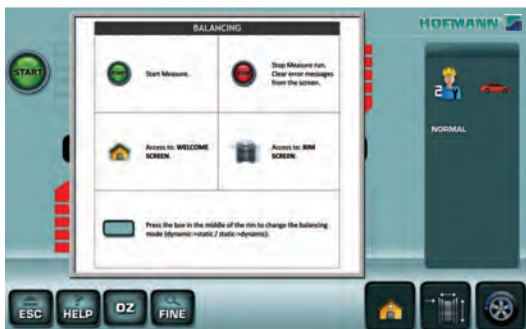 BALANCING
HOFMANN
START
START
Start Measure.
STOP
Stop Measure run.
Clear error messages
from the screen.
2
NORMAL
Access to: WELCOME
SCREEN.
Access to: RIM
SCREEN.
Press the box in the middle of the rim to change the balancing
mode (dynamic->static / static->dynamic).
ESC
?
HELP
OZ
FINE